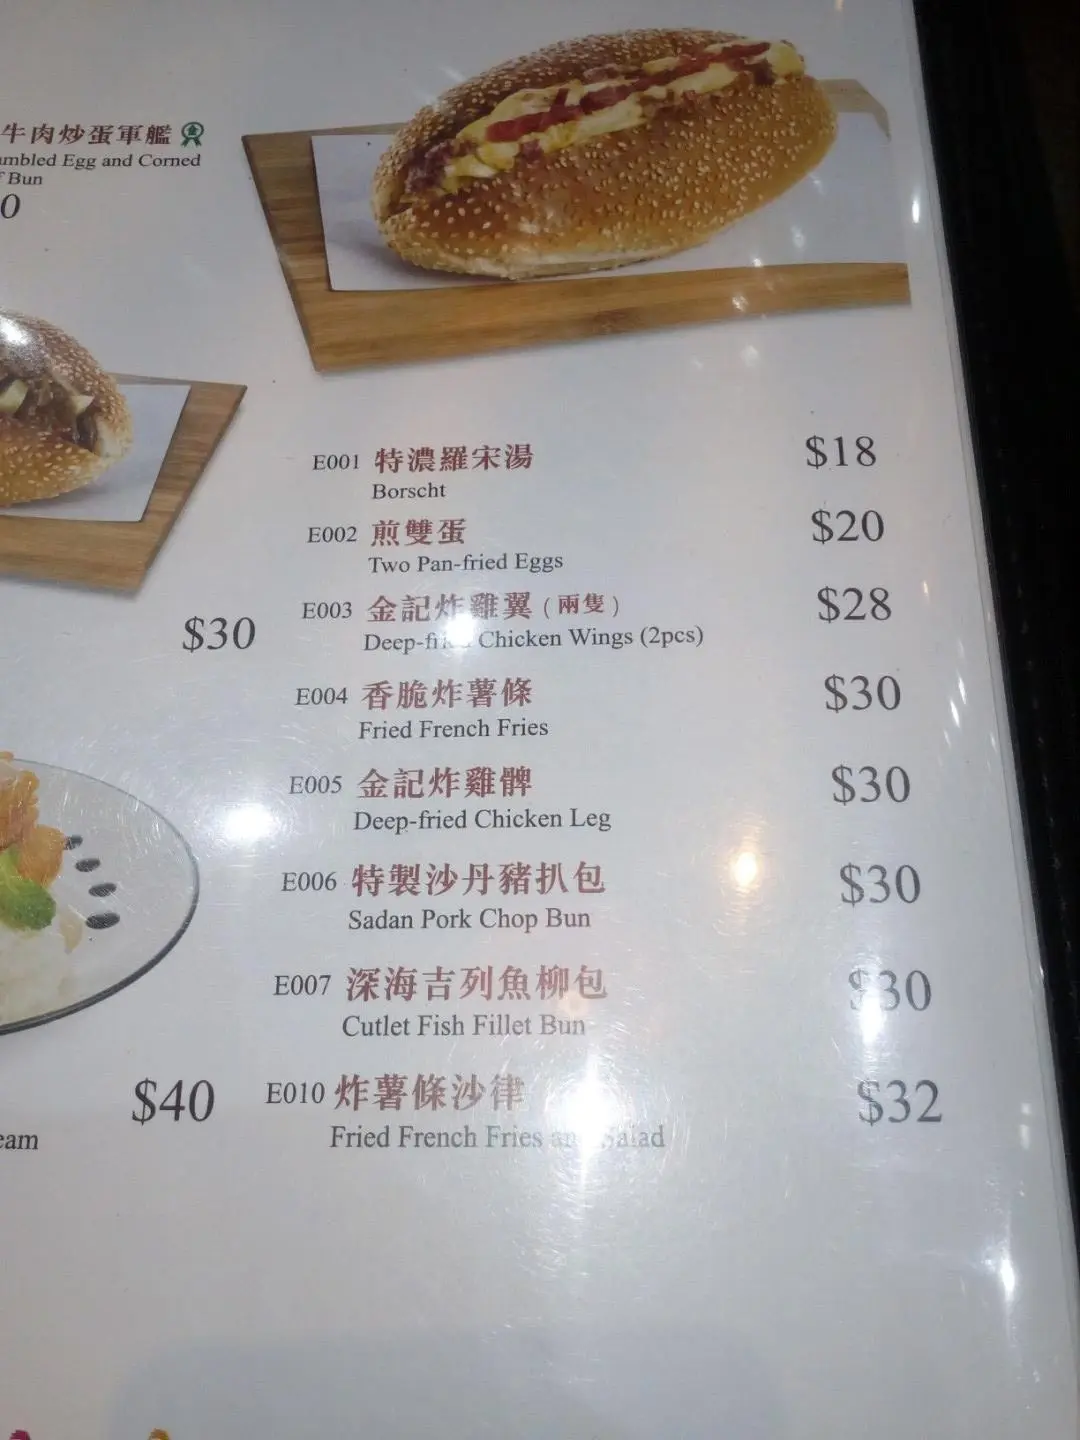 牛肉炒蛋軍艦
Egg and Corned
Bun
E001 特濃羅宋湯 $18
Borscht
E002 煎雙蛋 $20
Two Pan-fried Eggs
$30
E003 金記炸雞翼 (兩隻) $28
Deep-fried Chicken Wings (2pcs)
E004 香脆炸薯條 $30
Fried French Fries
E005 金記炸雞髀 $30
Deep-fried Chicken Leg
E006 特製沙丹豬扒包 $30
Sadan Pork Chop Bun
E007 深海吉列魚柳包 $30
Cutlet Fish Fillet Bun
$40
E010 炸薯條沙律 $32
Fried French Fries and Salad